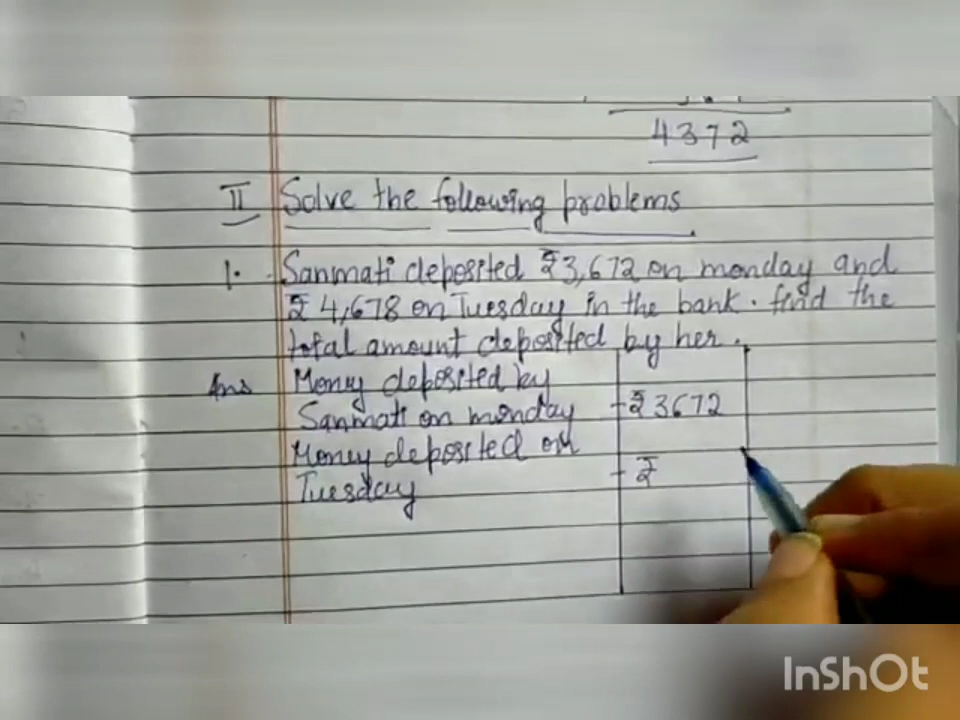 4372
II Solve the following problems
1. Sanmati deposited ₹3,672 on monday and
₹ 4,678 on Tuesday in the bank. find the
total amount deposited by her.
Ans Money deposited by
Sanmati on monday - ₹ 3672
Money deposited on
Tuesday - ₹
InShOt